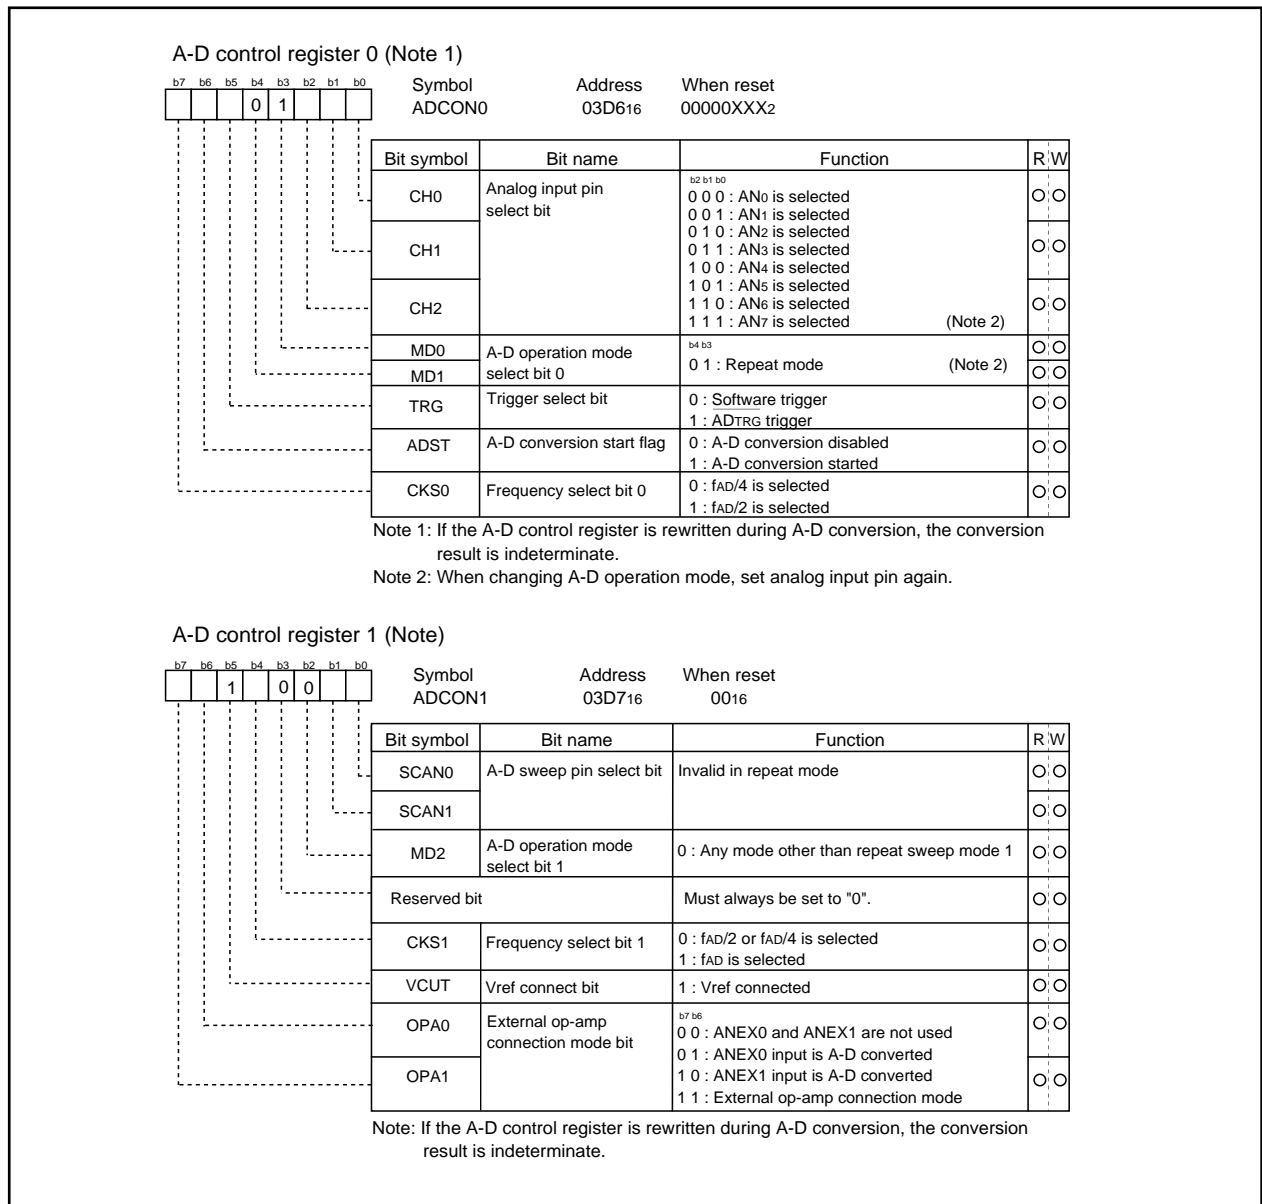 A-D control register 0 (Note 1)
b7 b6 b5 b4 b3 b2 b1 b0
Symbol Address When reset
0 1
ADCON0 03D616 00000XXX2
Bit symbol Bit name Function R W
CH0 Analog input pin select bit
b2 b1 b0
0 0 0 : AN0 is selected
0 0 1 : AN1 is selected
0 1 0 : AN2 is selected
0 1 1 : AN3 is selected
1 0 0 : AN4 is selected
1 0 1 : AN5 is selected
1 1 0 : AN6 is selected
1 1 1 : AN7 is selected (Note 2)
CH1
CH2
MD0 A-D operation mode select bit 0
b4 b3
0 1 : Repeat mode (Note 2)
MD1
TRG Trigger select bit
0 : Software trigger
1 : ADTRG trigger
ADST A-D conversion start flag
0 : A-D conversion disabled
1 : A-D conversion started
CKS0 Frequency select bit 0
0 : fAD/4 is selected
1 : fAD/2 is selected
Note 1: If the A-D control register is rewritten during A-D conversion, the conversion
result is indeterminate.
Note 2: When changing A-D operation mode, set analog input pin again.
A-D control register 1 (Note)
b7 b6 b5 b4 b3 b2 b1 b0
Symbol Address When reset
1 0 0
ADCON1 03D716 0016
Bit symbol Bit name Function R W
SCAN0 A-D sweep pin select bit Invalid in repeat mode
SCAN1
MD2 A-D operation mode select bit 1
0 : Any mode other than repeat sweep mode 1
Reserved bit Must always be set to "0".
CKS1 Frequency select bit 1
0 : fAD/2 or fAD/4 is selected
1 : fAD is selected
VCUT Vref connect bit 1 : Vref connected
OPA0 External op-amp connection mode bit
b7 b6
0 0 : ANEX0 and ANEX1 are not used
0 1 : ANEX0 input is A-D converted
1 0 : ANEX1 input is A-D converted
1 1 : External op-amp connection mode
OPA1
Note: If the A-D control register is rewritten during A-D conversion, the conversion
result is indeterminate.